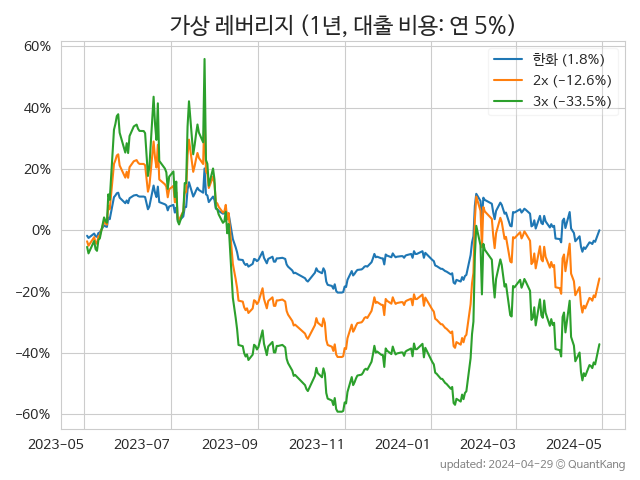 가상 레버리지 (1년, 대출 비용: 연 5%)
한화 (1.8%)
2x (−12.6%)
3x (−33.5%)
60%
40%
20%
0%
−20%
−40%
−60%
2023-05
2023-07
2023-09
2023-11
2024-01
2024-03
2024-05
updated: 2024-04-29 © QuantKang